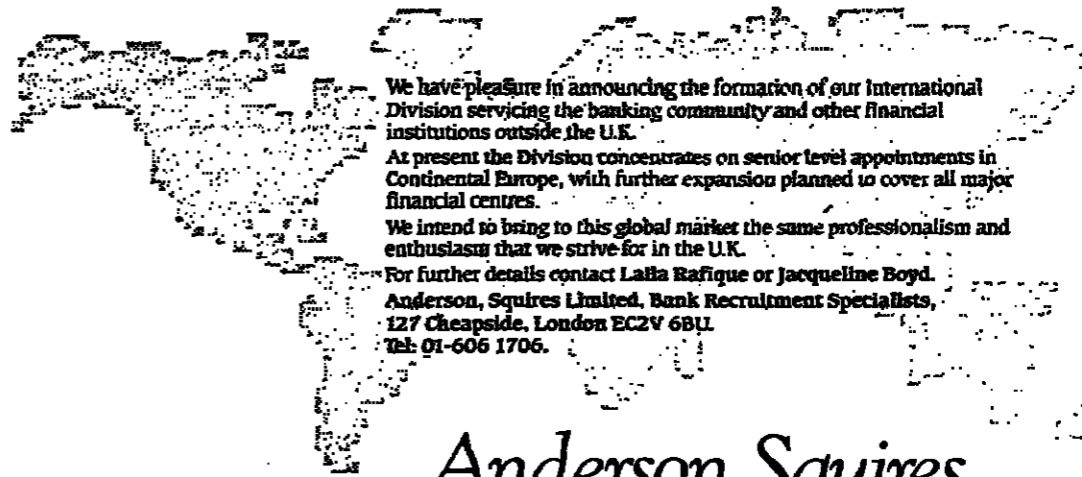 We have pleasure in announcing the formation of our International
Division servicing the banking community and other financial
institutions outside the U.K.
At present the Division concentrates on senior level appointments in
Continental Europe, with further expansion planned to cover all major
financial centres.
We intend to bring to this global market the same professionalism and
enthusiasm that we strive for in the U.K.
For further details contact Laila Rafique or Jacqueline Boyd.
Anderson, Squires Limited, Bank Recruitment Specialists,
127 Cheapside, London EC2V 6BU.
Tel: 01-606 1706.
Anderson Squires